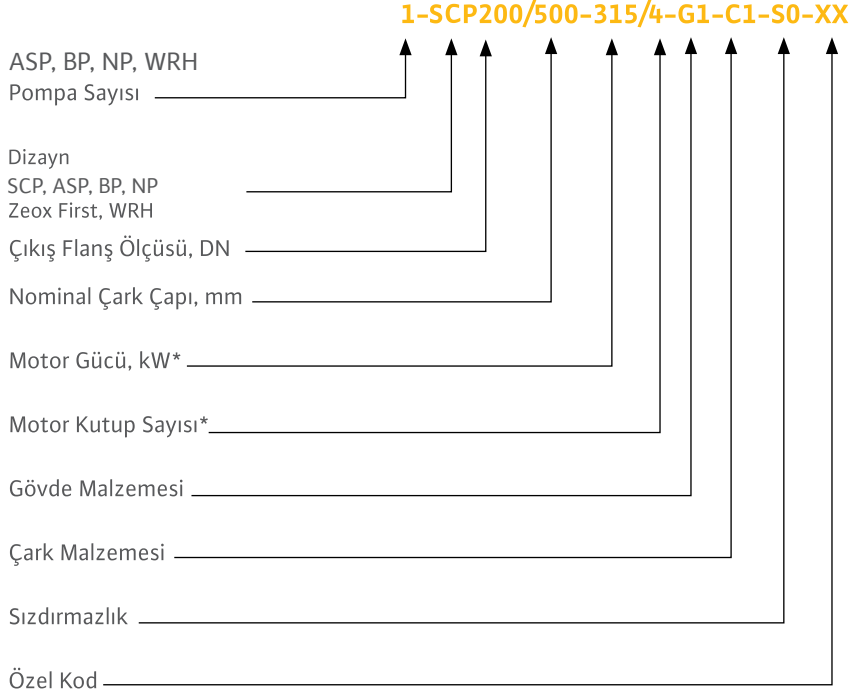 1-SCP200/500-315/4-G1-C1-S0-XX
ASP, BP, NP, WRH
Pompa Sayısı
Dizayn
SCP, ASP, BP, NP
Zeox First, WRH
Çıkış Flanş Ölçüsü, DN
Nominal Çark Çapı, mm
Motor Gücü, kW*
Motor Kutup Sayısı*
Gövde Malzemesi
Çark Malzemesi
Sızdırmazlık
Özel Kod